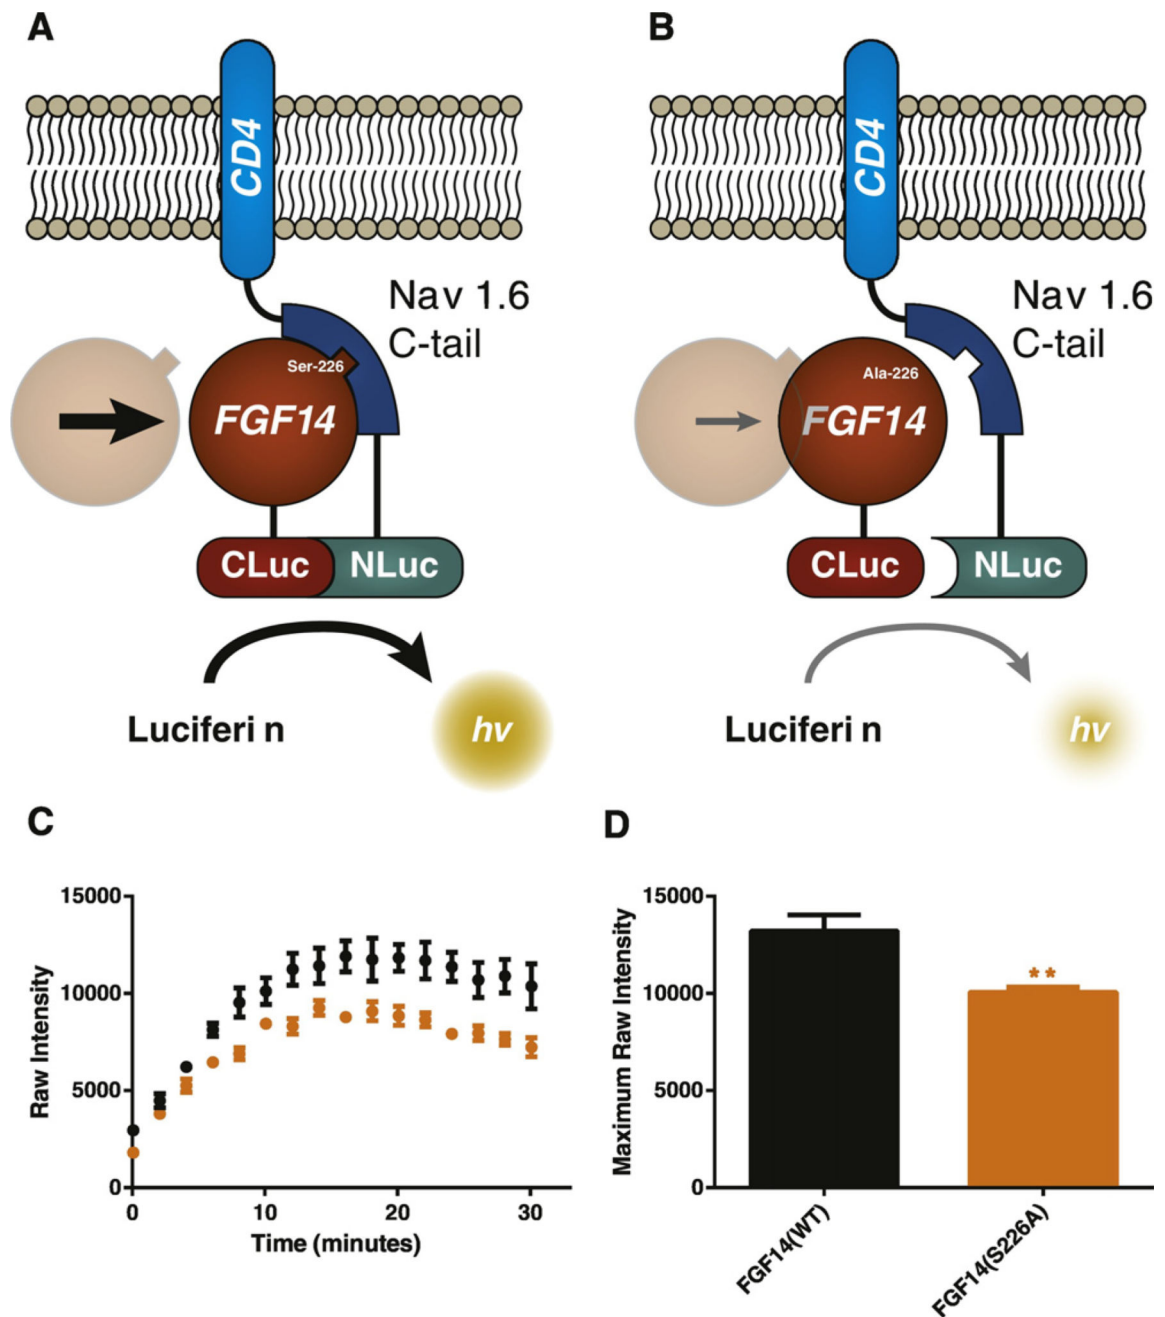 A
CD4
Nav 1.6
C-tail
Ser-226
FGF14
CLuc NLuc
Luciferi n
hv
B
CD4
Nav 1.6
C-tail
Ala-226
FGF14
CLuc NLuc
Luciferi n
hv
C
Raw Intensity
15000
10000
5000
0
0 10 20 30
Time (minutes)
D
Maximum Raw Intensity
15000
10000
5000
0
**
FGF14(WT)
FGF14(S226A)